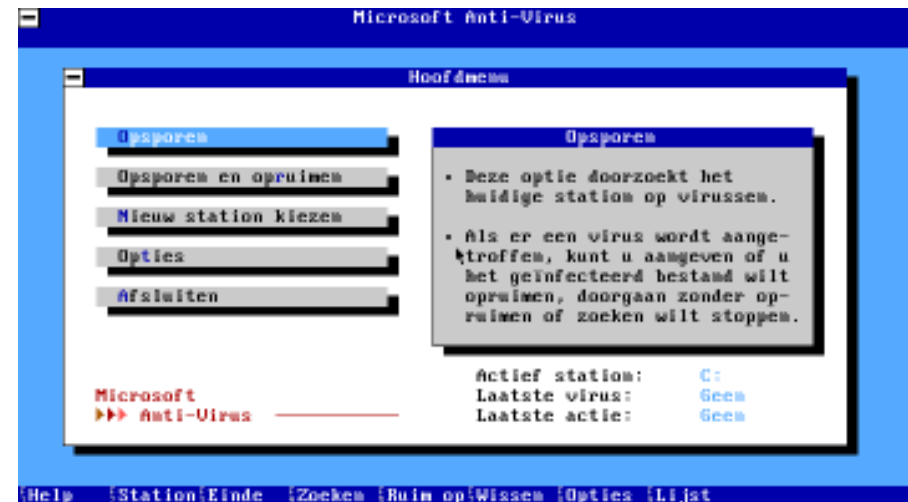 Microsoft Anti-Virus
Hoofdmenu
Opsporen
Opsporen en opruimen
Nieuw station kiezen
Opties
Afsluiten
Opsporen
▪ Deze optie doorzoekt het
huidige station op virussen.
▪ Als er een virus wordt aange-
troffen, kunt u aangeven of u
het geïnfecteerd bestand wilt
opruimen, doorgaan zonder op-
ruimen of zoeken wilt stoppen.
Microsoft
Anti-Virus
Actief station: C:
Laatste virus: Geen
Laatste actie: Geen
Help Station Einde Zoeken Ruim op Wissen Opties Lijst